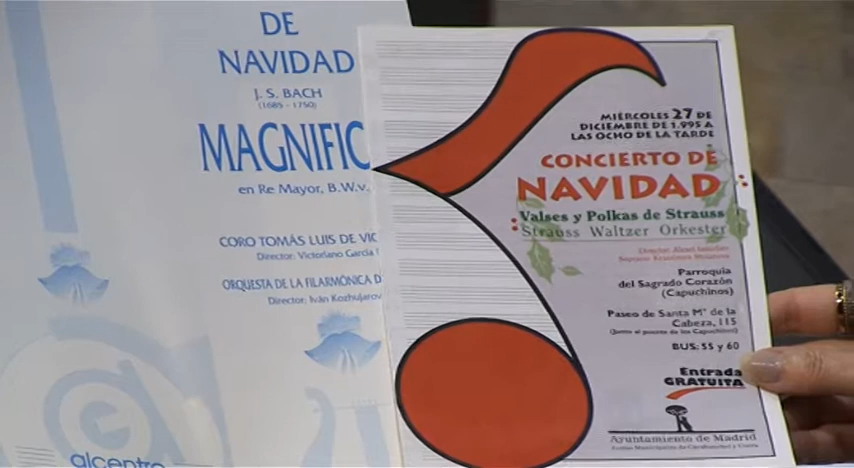 DE
NAVIDAD
J. S. BACH
(1685 - 1750)
MAGNIFIC
en Re Mayor, B.W.v.
CORO TOMÁS LUIS DE VIC
Director: Victoriano García
ORQUESTA DE LA FILARMÓNICA D
Director: Iván Kozhujarov
alcentro
MIÉRCOLES 27 DE
DICIEMBRE DE 1.995 A
LAS OCHO DE LA TARDE
CONCIERTO DE
NAVIDAD
Valses y Polkas de Strauss
Strauss Waltzer Orkester
Director:
Soprano
Parroquia
del Sagrado Corazón
(Capuchinos)
Paseo de Santa Mª de la
Cabeza, 115
(Junto al puente de los Capuchinos)
BUS: 55 y 60
Entrada
GRATUITA
Ayuntamiento de Madrid